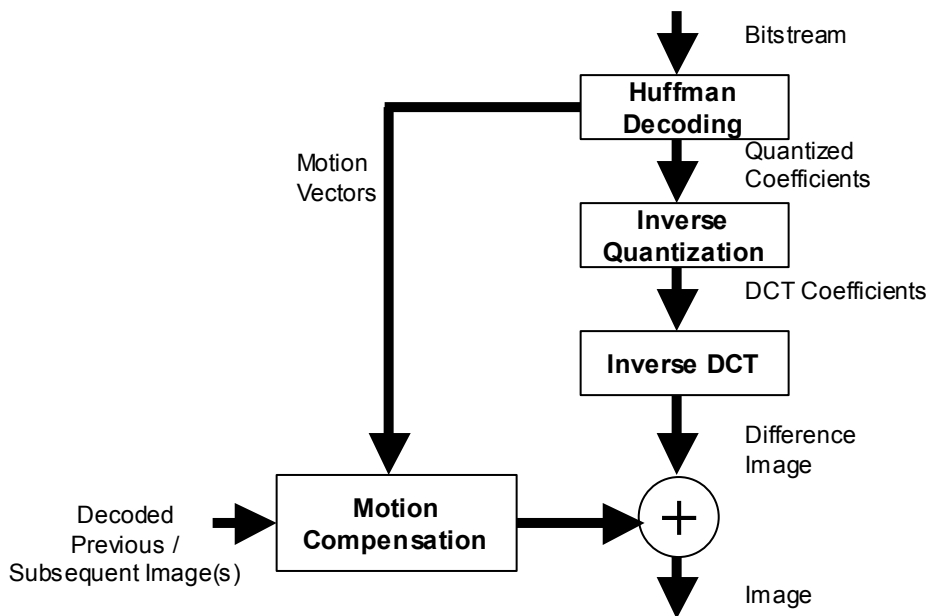 Bitstream
Huffman
Decoding
Motion
Vectors
Quantized
Coefficients
Inverse
Quantization
DCT Coefficients
Inverse DCT
Difference
Image
Decoded
Previous /
Subsequent Image(s)
Motion
Compensation
+
Image